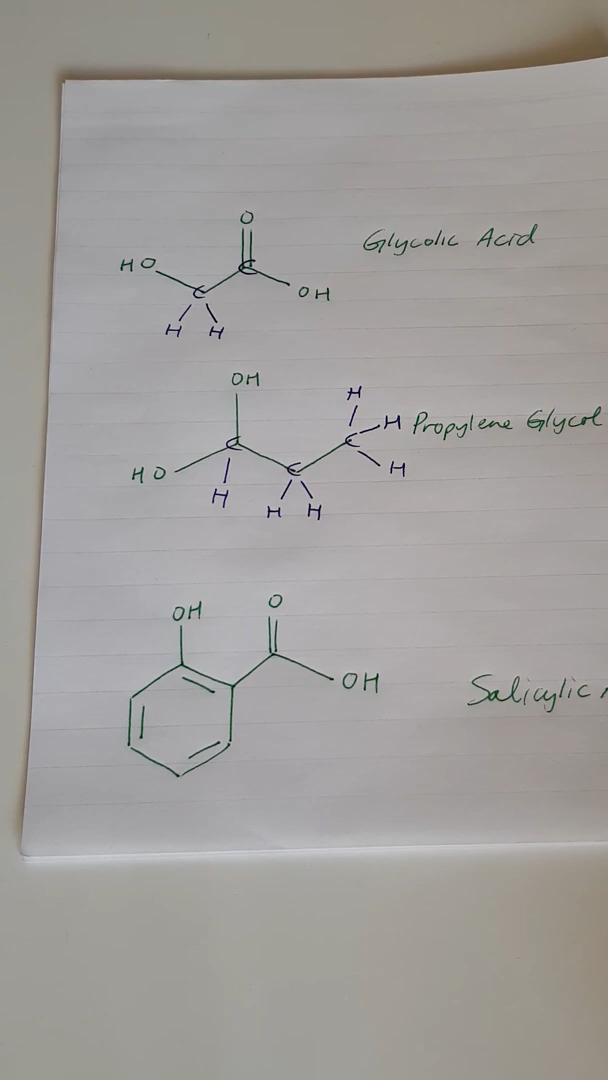 O
Glycolic Acid
HO C C OH
H H
OH
H
HO C C C H Propylene Glycol
H H H H
OH O
OH Salicylic